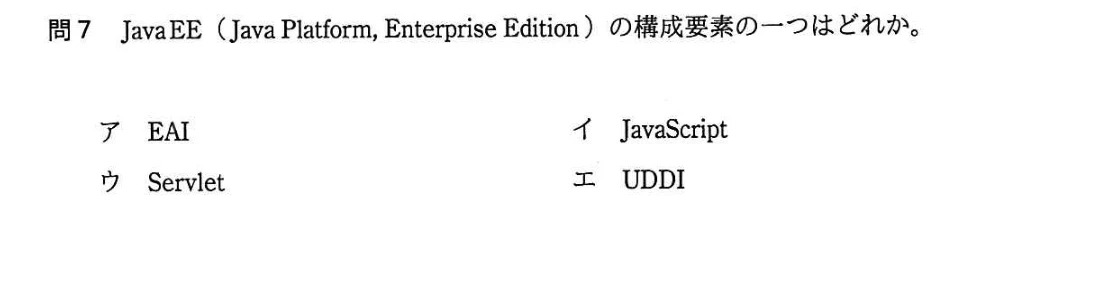 問7 JavaEE（Java Platform, Enterprise Edition）の構成要素の一つはどれか。
ア EAI イ JavaScript
ウ Servlet エ UDDI